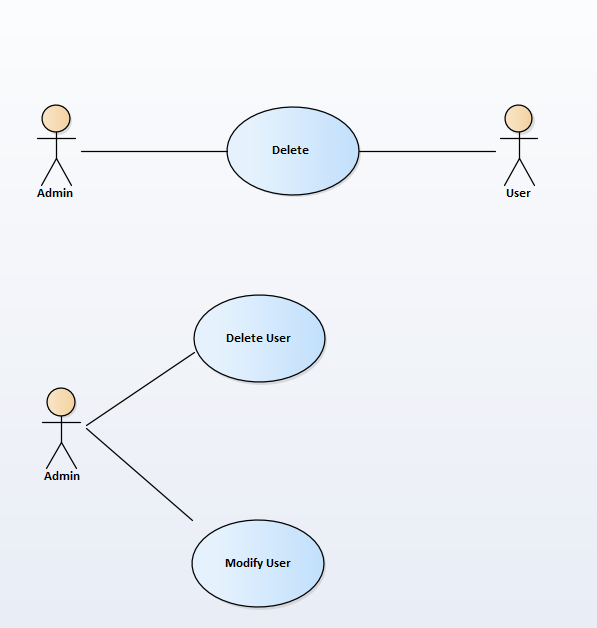 Delete
Admin
User
Delete User
Admin
Modify User